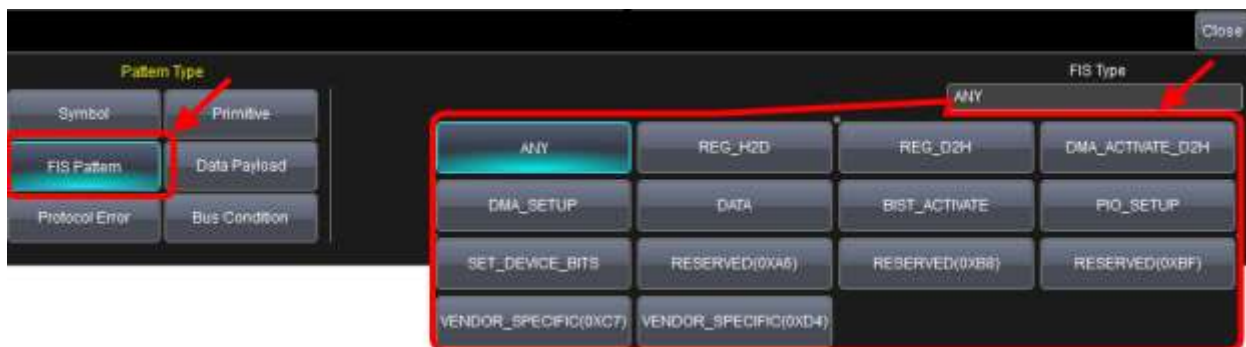 Close
Pattern Type
FIS Type
Symbol
Primitive
ANY
FIS Pattern
Data Payload
Protocol Error
Bus Condition
ANY
REG_H2D
REG_D2H
DMA_ACTIVATE_D2H
DMA_SETUP
DATA
BIST_ACTIVATE
PIO_SETUP
SET_DEVICE_BITS
RESERVED(0XA6)
RESERVED(0XB8)
RESERVED(0XBF)
VENDOR_SPECIFIC(0XC7)
VENDOR_SPECIFIC(0XD4)